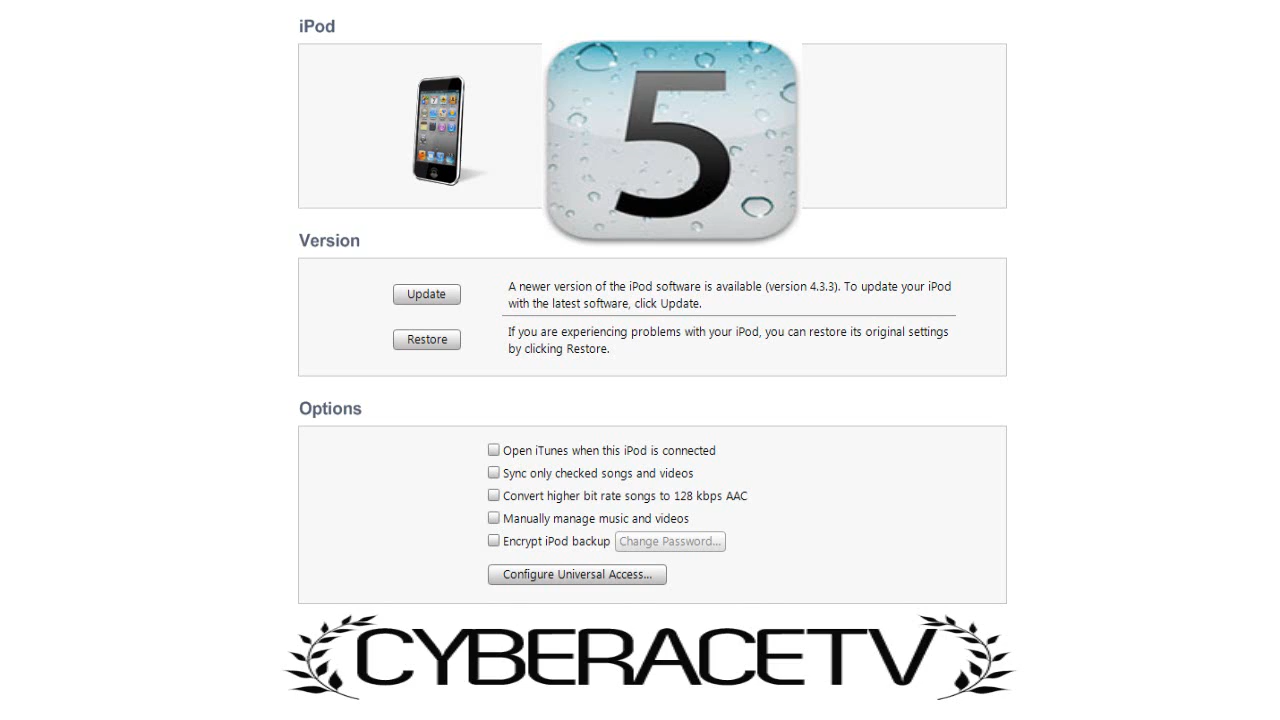 iPod
5
Version
Update
A newer version of the iPod software is available (version 4.3.3). To update your iPod
with the latest software, click Update.
Restore
If you are experiencing problems with your iPod, you can restore its original settings
by clicking Restore.
Options
Open iTunes when this iPod is connected
Sync only checked songs and videos
Convert higher bit rate songs to 128 kbps AAC
Manually manage music and videos
Encrypt iPod backup Change Password...
Configure Universal Access...
CYBERACETV